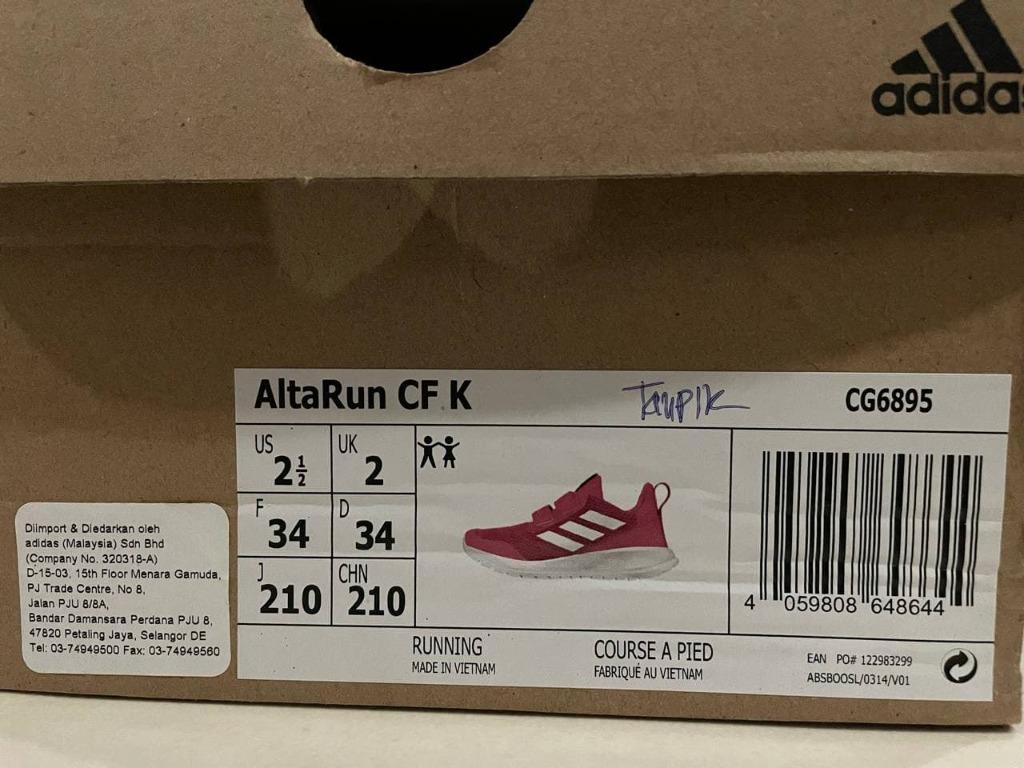 adidas
AltaRun CF K
Taupik
CG6895
US 2 1/2
UK 2
F 34
D 34
J 210
CHN 210
4 059808 648644
RUNNING
MADE IN VIETNAM
COURSE A PIED
FABRIQUÉ AU VIETNAM
EAN PO# 122983299
ABSBOOSL/0314/V01
Diimport & Diedarkan oleh
adidas (Malaysia) Sdn Bhd
(Company No. 320318-A)
D-15-03, 15th Floor Menara Gamuda,
PJ Trade Centre, No 8,
Jalan PJU 8/8A,
Bandar Damansara Perdana PJU 8,
47820 Petaling Jaya, Selangor DE
Tel: 03-74949500 Fax: 03-74949560